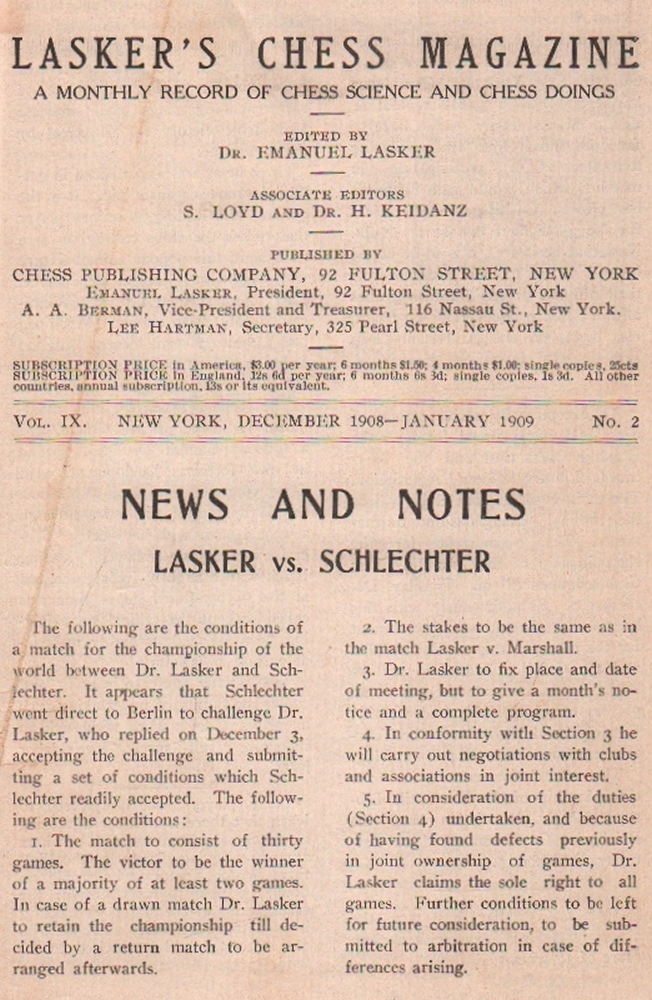 LASKER'S CHESS MAGAZINE
A MONTHLY RECORD OF CHESS SCIENCE AND CHESS DOINGS
EDITED BY
DR. EMANUEL LASKER
ASSOCIATE EDITORS
S. LOYD AND DR. H. KEIDANZ
PUBLISHED BY
CHESS PUBLISHING COMPANY, 92 FULTON STREET, NEW YORK
EMANUEL LASKER, President, 92 Fulton Street, New York
A. A. BERMAN, Vice-President and Treasurer, 116 Nassau St., New York.
LEE HARTMAN, Secretary, 325 Pearl Street, New York
SUBSCRIPTION PRICE in America, $3.00 per year; 6 months $1.50; 4 months $1.00; single copies, 25cts
SUBSCRIPTION PRICE in England, 12s 6d per year; 6 months 6s 3d; single copies, 1s 3d. All other
countries, annual subscription, 13s or its equivalent.
VOL. IX. NEW YORK, DECEMBER 1908—JANUARY 1909 No. 2
NEWS AND NOTES
LASKER vs. SCHLECHTER
The following are the conditions of
a match for the championship of the
world between Dr. Lasker and Sch-
lechter. It appears that Schlechter
went direct to Berlin to challenge Dr.
Lasker, who replied on December 3,
accepting the challenge and submit-
ting a set of conditions which Sch-
lechter readily accepted. The follow-
ing are the conditions:
1. The match to consist of thirty
games. The victor to be the winner
of a majority of at least two games.
In case of a drawn match Dr. Lasker
to retain the championship till de-
cided by a return match to be ar-
ranged afterwards.
2. The stakes to be the same as in
the match Lasker v. Marshall.
3. Dr. Lasker to fix place and date
of meeting, but to give a month's no-
tice and a complete program.
4. In conformity with Section 3 he
will carry out negotiations with clubs
and associations in joint interest.
5. In consideration of the duties
(Section 4) undertaken, and because
of having found defects previously
in joint ownership of games, Dr.
Lasker claims the sole right to all
games. Further conditions to be left
for future consideration, to be sub-
mitted to arbitration in case of dif-
ferences arising.